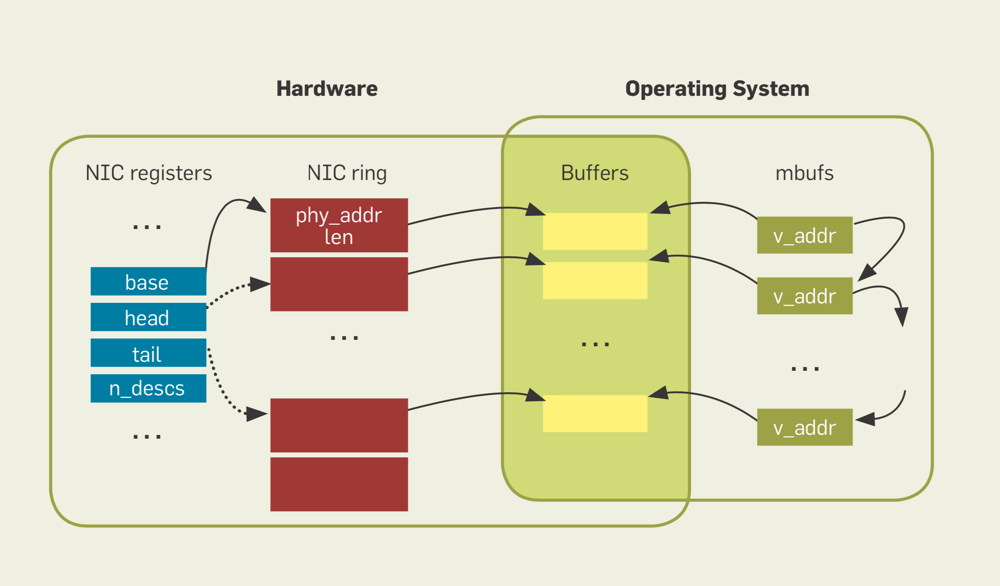 Hardware
Operating System
NIC registers
NIC ring
Buffers
mbufs
...
phy_addr
len
v_addr
base
v_addr
head
...
...
tail
...
n_descs
v_addr
...